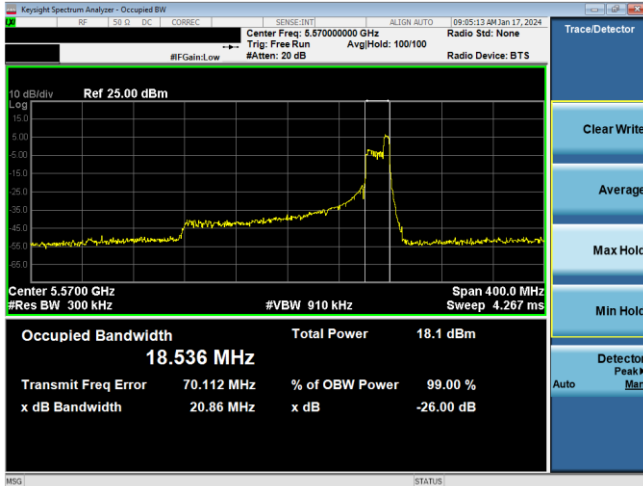 Keysight Spectrum Analyzer - Occupied BW
RF 50 Ω DC CORREC SENSE:INT ALIGN AUTO 09:05:13 AM Jan 17, 2024
Center Freq: 5.570000000 GHz Radio Std: None
Trig: Free Run Avg|Hold: 100/100
#IFGain:Low #Atten: 20 dB Radio Device: BTS
Trace/Detector
10 dB/div Ref 25.00 dBm
Log
15.0
5.00
-5.00
-15.0
-25.0
-35.0
-45.0
-55.0
-65.0
Center 5.5700 GHz Span 400.0 MHz
#Res BW 300 kHz #VBW 910 kHz Sweep 4.267 ms
Occupied Bandwidth Total Power 18.1 dBm
18.536 MHz
Transmit Freq Error 70.112 MHz % of OBW Power 99.00 %
x dB Bandwidth 20.86 MHz x dB -26.00 dB
Clear Write
Average
Max Hold
Min Hold
Detector
Peak
Auto Man
MSG STATUS